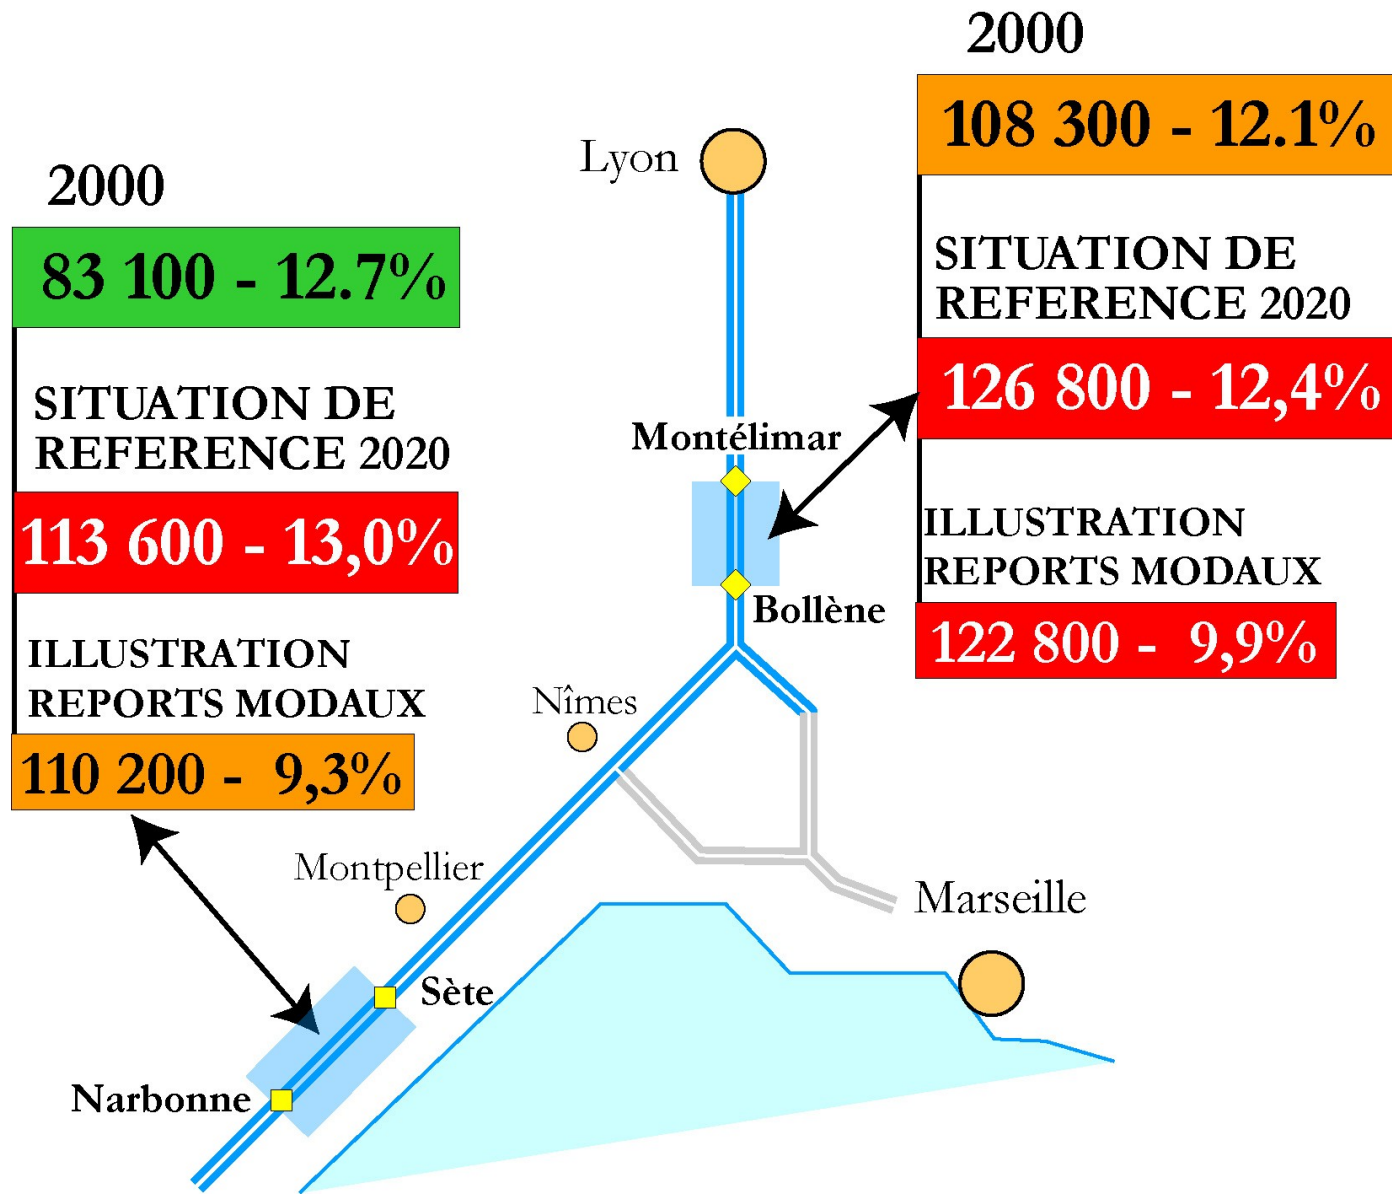 2000
83 100 - 12.7%
SITUATION DE
REFERENCE 2020
113 600 - 13,0%
ILLUSTRATION
REPORTS MODAUX
110 200 - 9,3%
2000
108 300 - 12.1%
SITUATION DE
REFERENCE 2020
126 800 - 12,4%
ILLUSTRATION
REPORTS MODAUX
122 800 - 9,9%
Lyon
Montélimar
Bollène
Nîmes
Montpellier
Marseille
Sète
Narbonne